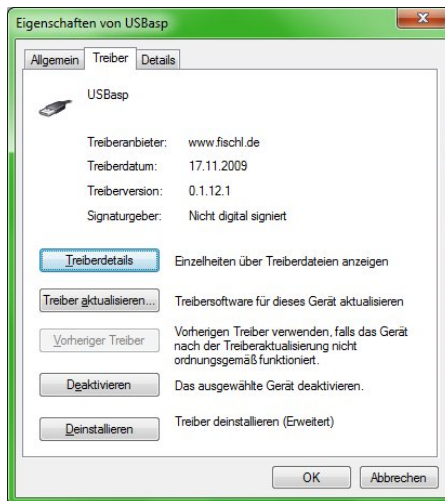 Eigenschaften von USBasp
Allgemein Treiber Details
USBasp
Treiberanbieter: www.fischl.de
Treiberdatum: 17.11.2009
Treiberversion: 0.1.12.1
Signaturgeber: Nicht digital signiert
Treiberdetails Einzelheiten über Treiberdateien anzeigen
Treiber aktualisieren... Treibersoftware für dieses Gerät aktualisieren
Vorheriger Treiber Vorherigen Treiber verwenden, falls das Gerät
nach der Treiberaktualisierung nicht
ordnungsgemäß funktioniert.
Deaktivieren Das ausgewählte Gerät deaktivieren.
Deinstallieren Treiber deinstallieren (Erweitert)
OK Abbrechen